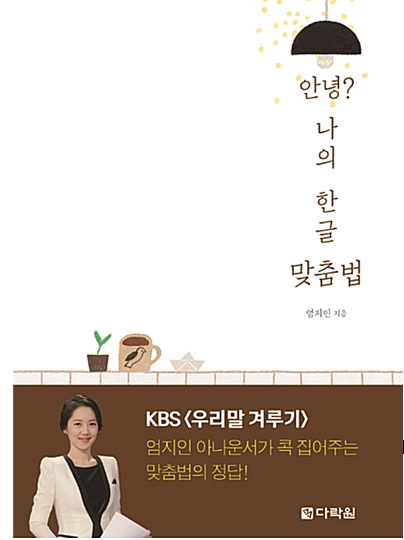 안녕?
나
의
한
글
맞춤법
엄지인 지음
KBS 〈우리말 겨루기〉
엄지인 아나운서가 콕 집어주는
맞춤법의 정답!
다락원